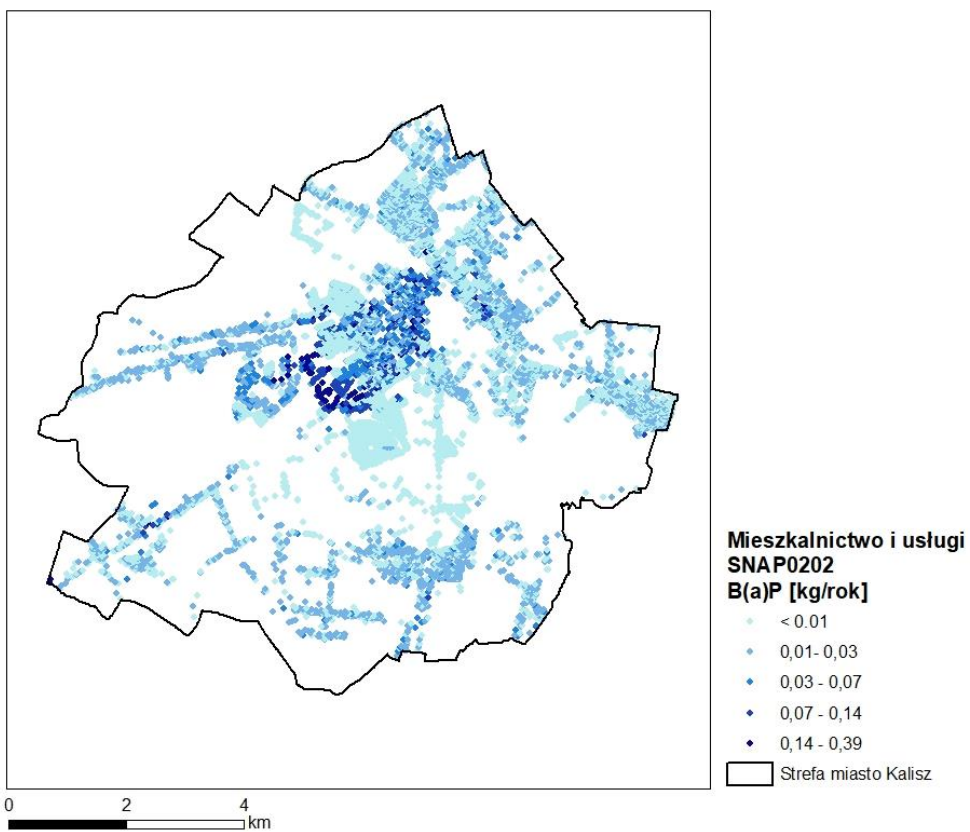 Mieszkalnictwo i usługi
SNAP0202
B(a)P [kg/rok]
< 0.01
0,01- 0,03
0,03 - 0,07
0,07 - 0,14
0,14 - 0,39
Strefa miasto Kalisz
0 2 4
km